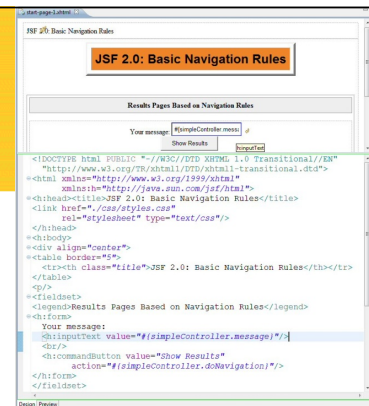 start-page-1.xhtml
JSF 2.0: Basic Navigation Rules
JSF 2.0: Basic Navigation Rules
Results Pages Based on Navigation Rules
Your message: #{simpleController.messa
Show Results
h:inputText
<!DOCTYPE html PUBLIC "-//W3C//DTD XHTML 1.0 Transitional//EN"
"http://www.w3.org/TR/xhtml1/DTD/xhtml1-transitional.dtd">
<html xmlns="http://www.w3.org/1999/xhtml"
xmlns:h="http://java.sun.com/jsf/html">
<h:head><title>JSF 2.0: Basic Navigation Rules</title>
<link href="./css/styles.css"
rel="stylesheet" type="text/css"/>
</h:head>
<h:body>
<div align="center">
<table border="5">
<tr><th class="title">JSF 2.0: Basic Navigation Rules</th></tr>
</table>
<p/>
<fieldset>
<legend>Results Pages Based on Navigation Rules</legend>
<h:form>
Your message:
<h:inputText value="#{simpleController.message}"/>
<br/>
<h:commandButton value="Show Results"
action="#{simpleController.doNavigation}"/>
</h:form>
</fieldset>
Design Preview